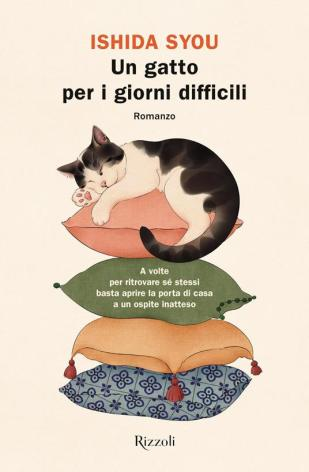 ISHIDA SYOU
Un gatto
per i giorni difficili
Romanzo
A volte
per ritrovare sé stessi
basta aprire la porta di casa
a un ospite inatteso
Rizzoli